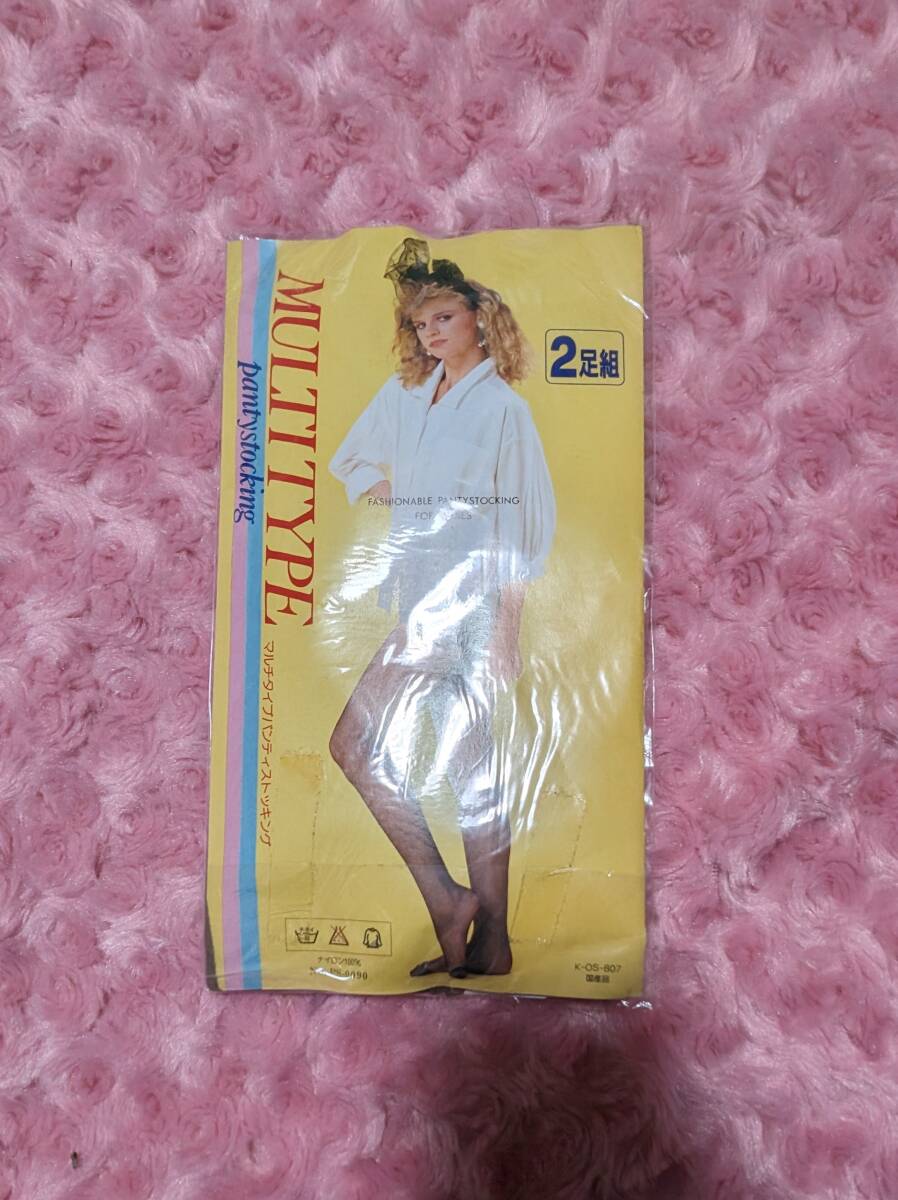 MULTI TYPE
pantystocking
マルチタイプパンティストッキング
2足組
FASHIONABLE PANTYSTOCKING
FOR
ナイロン100%
K-OS-807
国産品